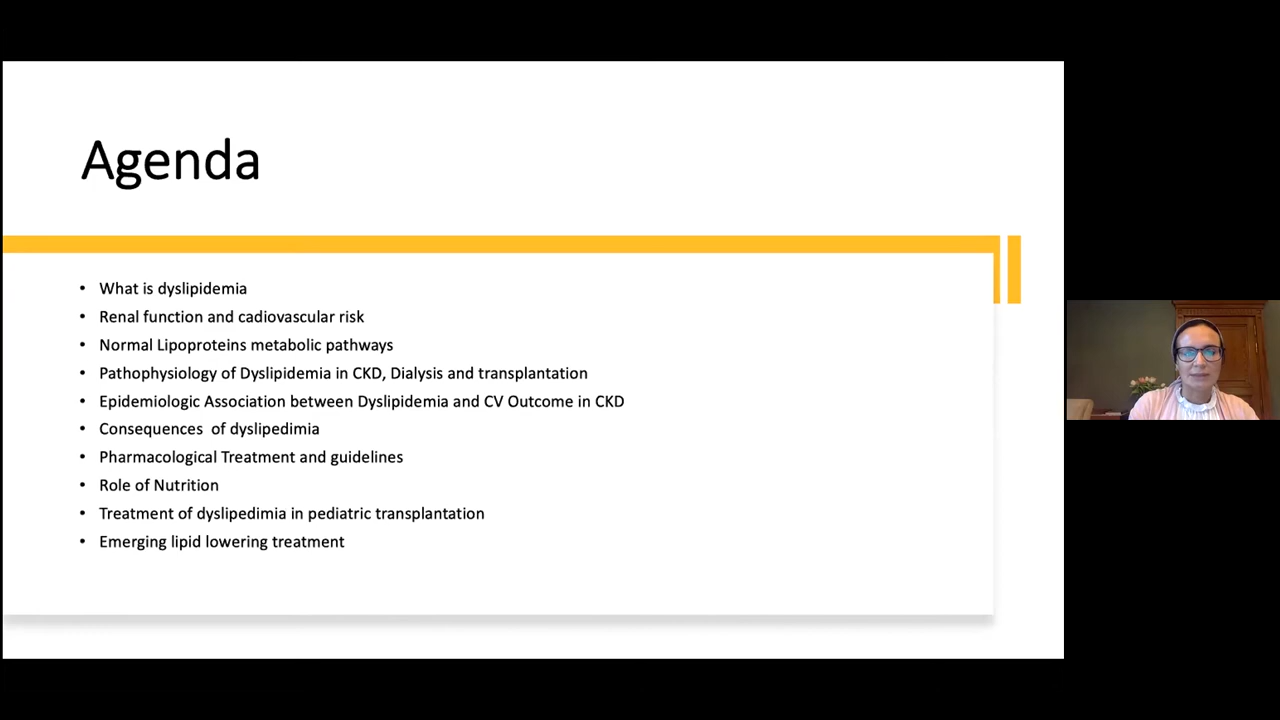 Agenda
• What is dyslipidemia
• Renal function and cadiovascular risk
• Normal Lipoproteins metabolic pathways
• Pathophysiology of Dyslipidemia in CKD, Dialysis and transplantation
• Epidemiologic Association between Dyslipidemia and CV Outcome in CKD
• Consequences  of dyslipedimia
• Pharmacological Treatment and guidelines
• Role of Nutrition
• Treatment of dyslipedimia in pediatric transplantation
• Emerging lipid lowering treatment